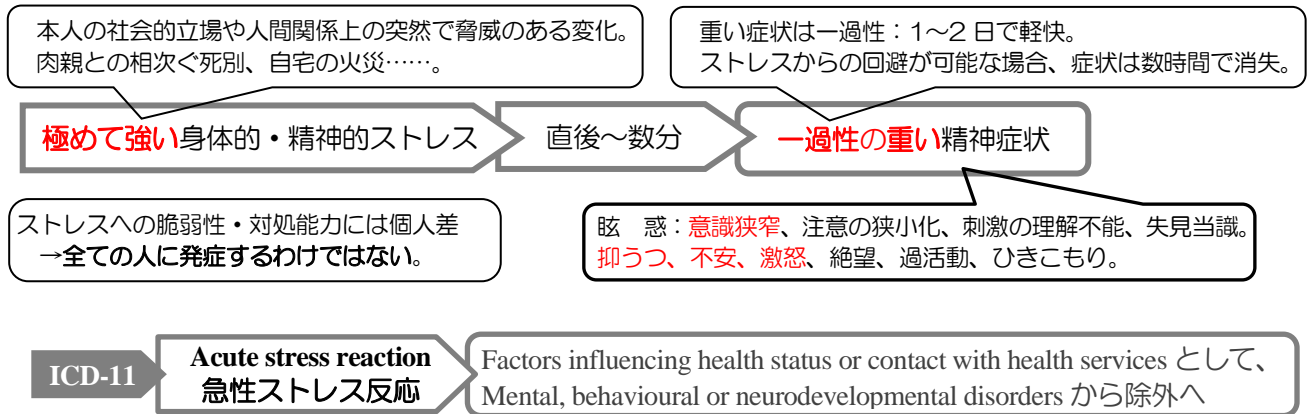 本人の社会的立場や人間関係上の突然で脅威のある変化。
肉親との相次ぐ死別、自宅の火災……。
重い症状は一過性：1～2 日で軽快。
ストレスからの回避が可能な場合、症状は数時間で消失。
極めて強い身体的・精神的ストレス
直後～数分
一過性の重い精神症状
ストレスへの脆弱性・対処能力には個人差
→全ての人に発症するわけではない。
眩　惑：意識狭窄、注意の狭小化、刺激の理解不能、失見当識。
抑うつ、不安、激怒、絶望、過活動、ひきこもり。
ICD-11
Acute stress reaction
急性ストレス反応
Factors influencing health status or contact with health services として、
Mental, behavioural or neurodevelopmental disorders から除外へ